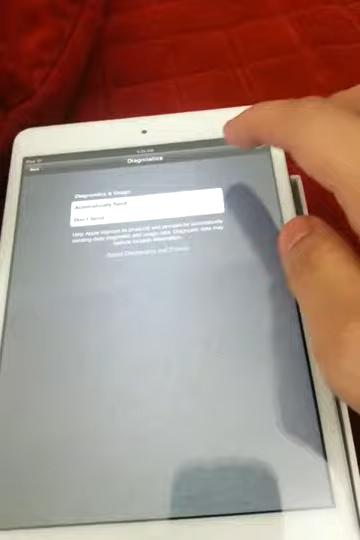 Diagnostics
Diagnostics & Usage
Automatically Send
Don't Send
Help Apple improve its products and services by automatically
sending daily diagnostic and usage data. Diagnostic data may
include location information.
About Diagnostics and Privacy